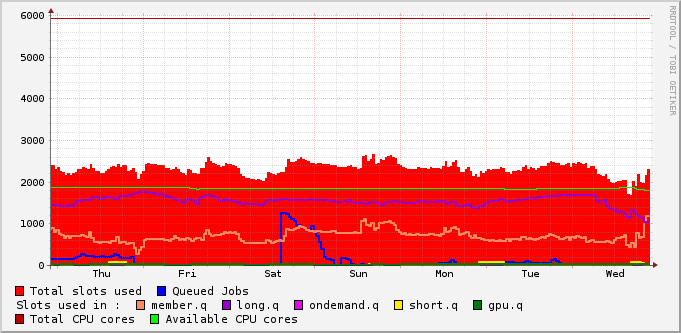 6000
5000
4000
3000
2000
1000
0
Thu Fri Sat Sun Mon Tue Wed
Total slots used Queued Jobs
Slots used in : member.q long.q ondemand.q short.q gpu.q
Total CPU cores Available CPU cores
RRDTOOL / TOBI OETIKER